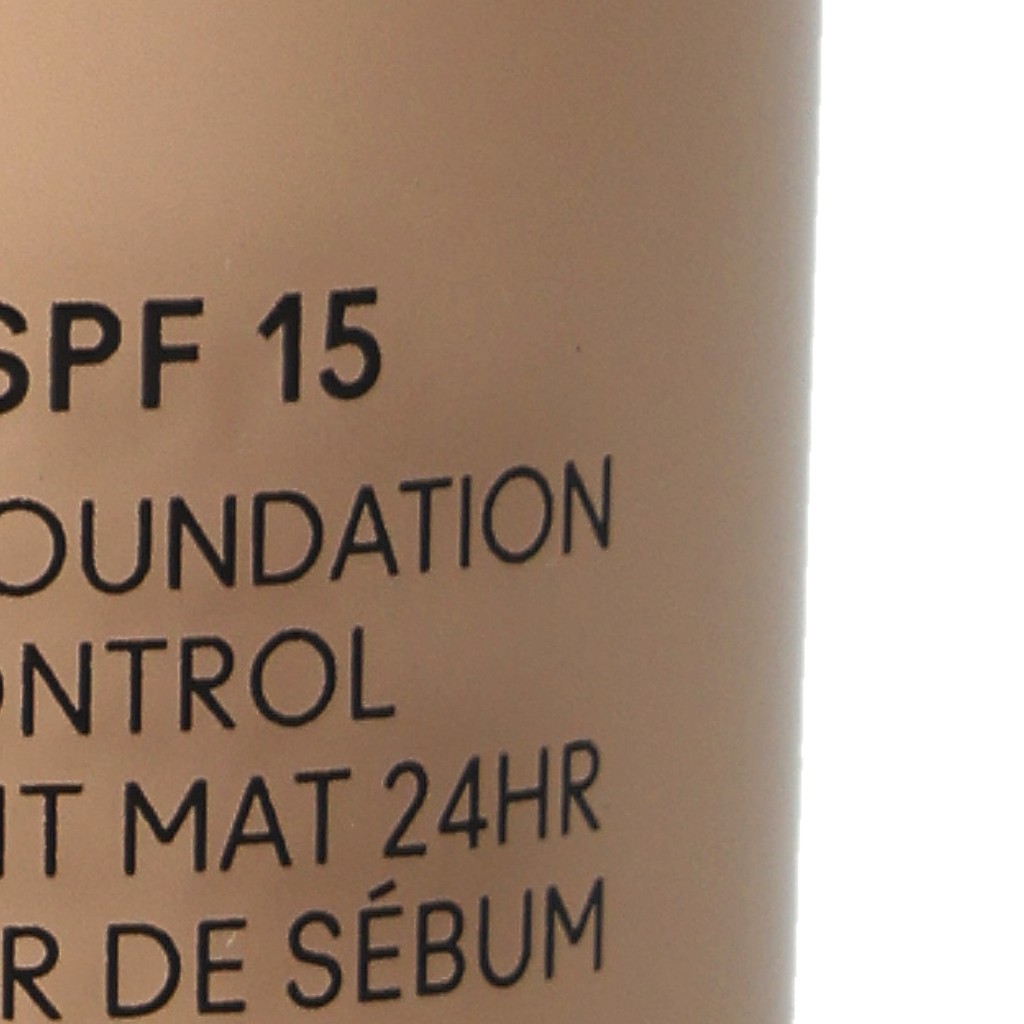 SPF 15
OUNDATION
ONTROL
IT MAT 24HR
R DE SÉBUM